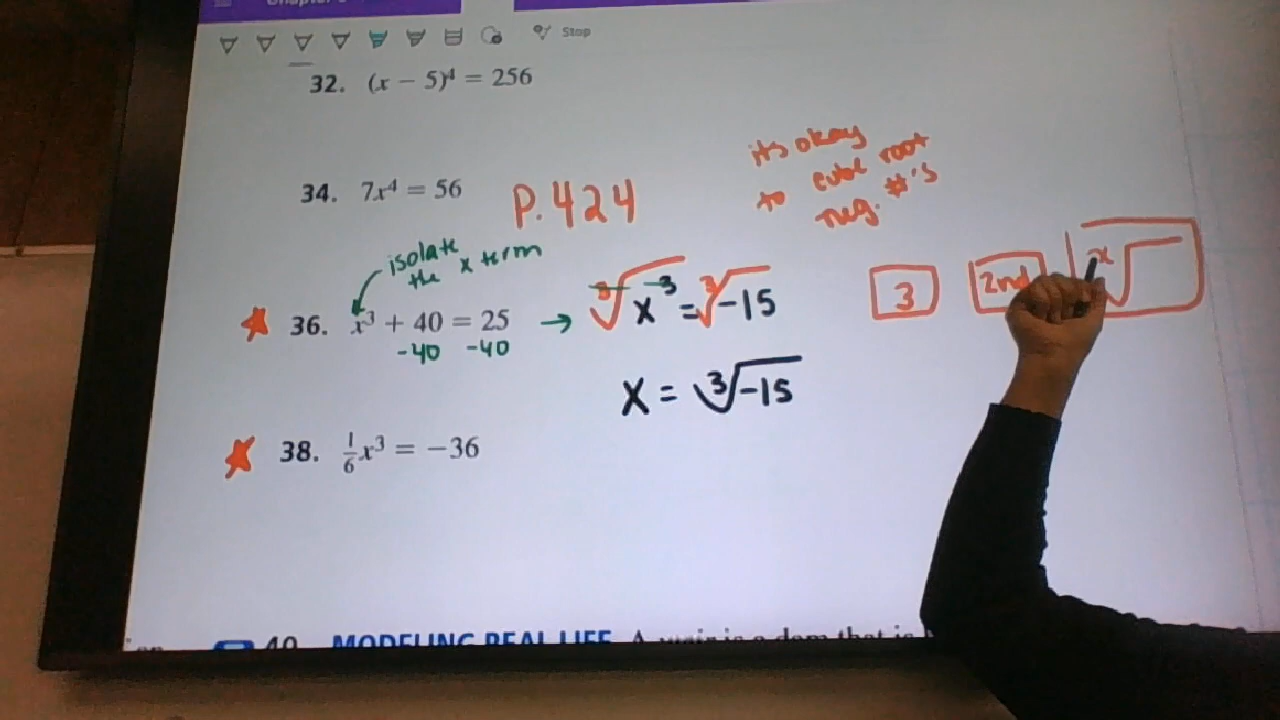 Stop
32. (x − 5)⁴ = 256
its okay
to cube root
neg. #'s
34. 7x⁴ = 56
P.424
isolate
the x term
36. x³ + 40 = 25 → ∛x³ = ∛-15
-40 -40
3 2nd x√
x = ∛-15
38. 1/6 x³ = −36
40 MODELING REAL LIFE A